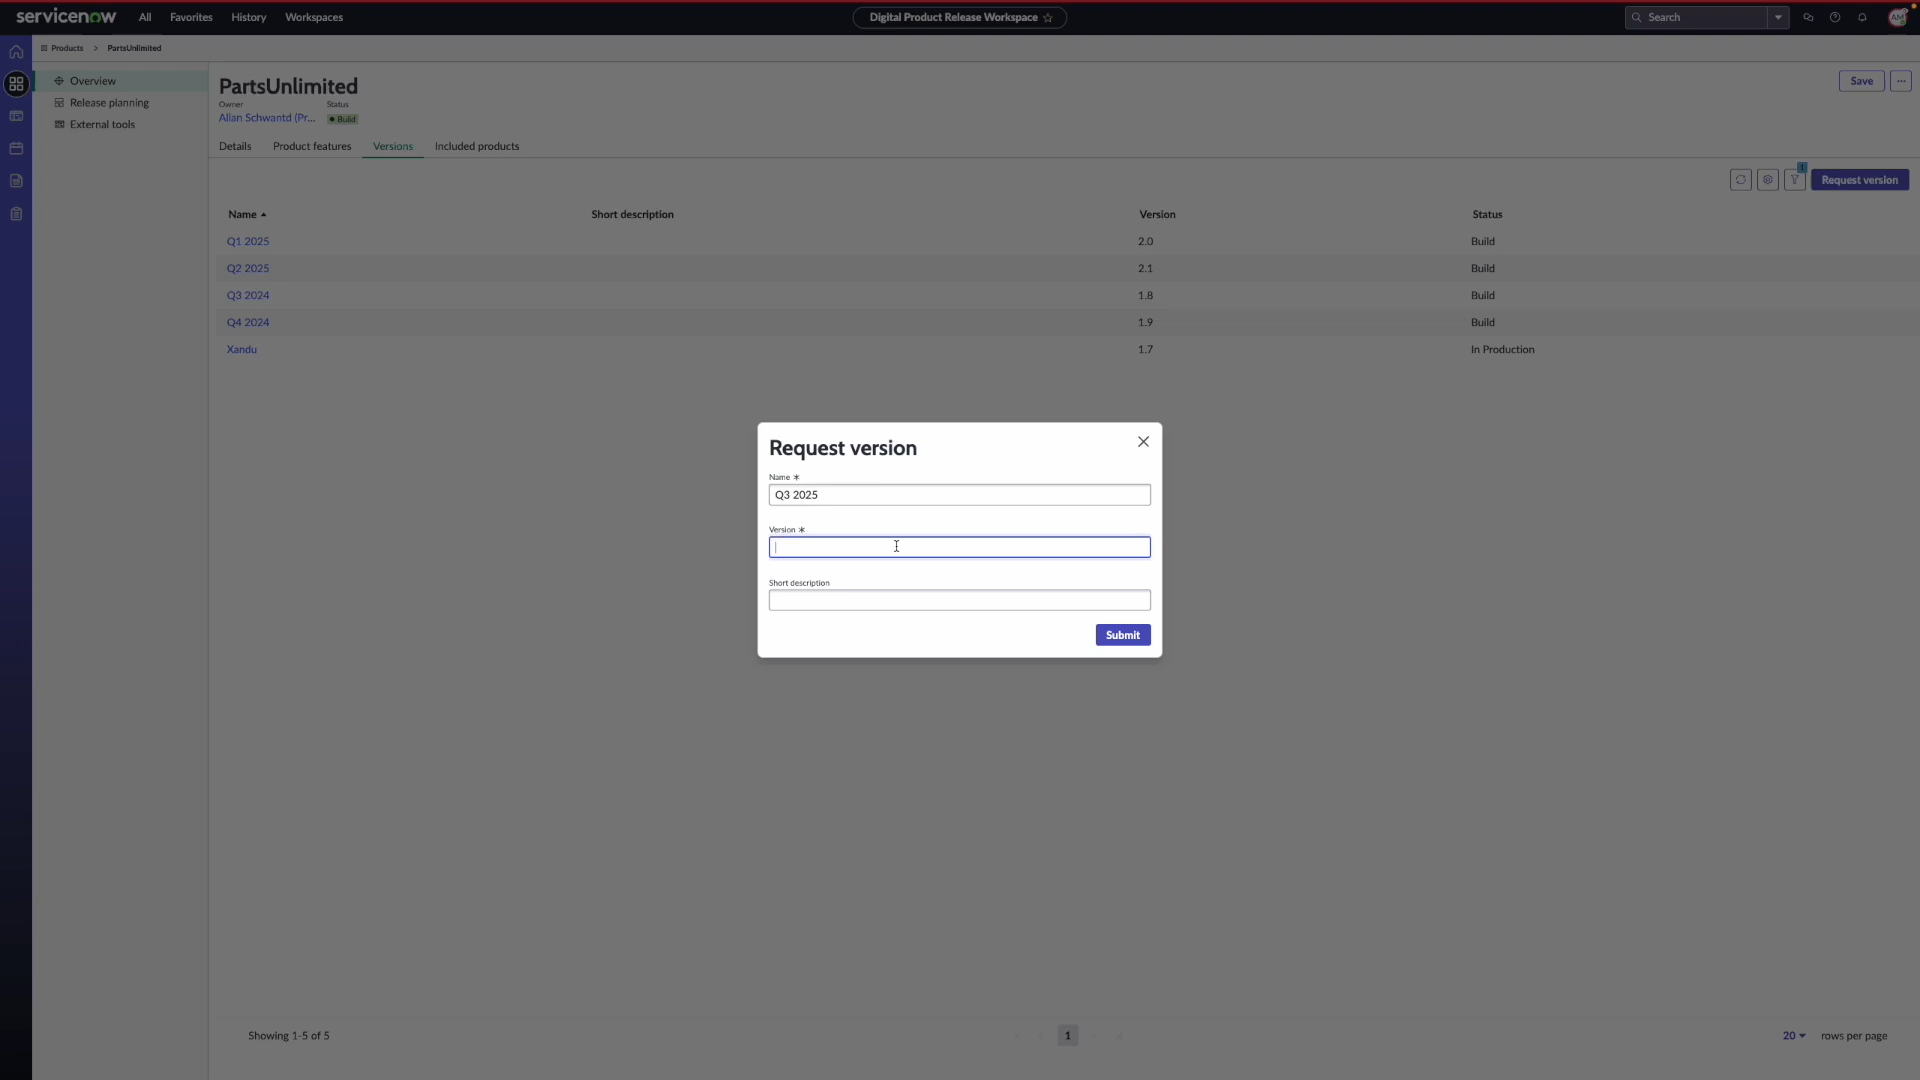 servicenow All Favorites History Workspaces Digital Product Release Workspace Search AM
Products > PartsUnlimited
Overview
Release planning
External tools
PartsUnlimited
Save
Owner Status
Allan Schwantd (Pr... Build
Details Product features Versions Included products
Request version
Name Short description Version Status
Q1 2025 2.0 Build
Q2 2025 2.1 Build
Q3 2024 1.8 Build
Q4 2024 1.9 Build
Xandu 1.7 In Production
Request version
Name *
Q3 2025
Version *
Short description
Submit
Showing 1-5 of 5 1 20 rows per page